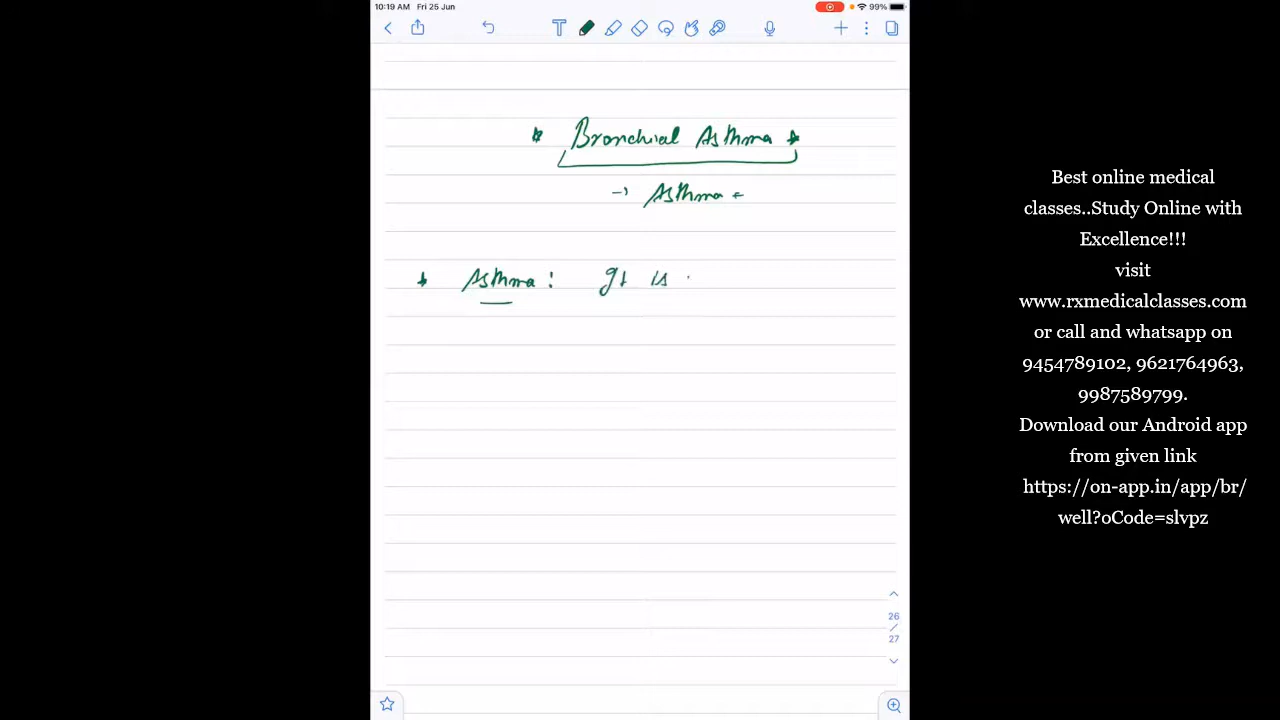 10:19 AM Fri 25 Jun
99%
* Bronchial Asthma *
→ Asthma ←
* Asthma : It is
26
/
27
Best online medical
classes..Study Online with
Excellence!!!
visit
www.rxmedicalclasses.com
or call and whatsapp on
9454789102, 9621764963,
9987589799.
Download our Android app
from given link
https://on-app.in/app/br/
well?oCode=slvpz